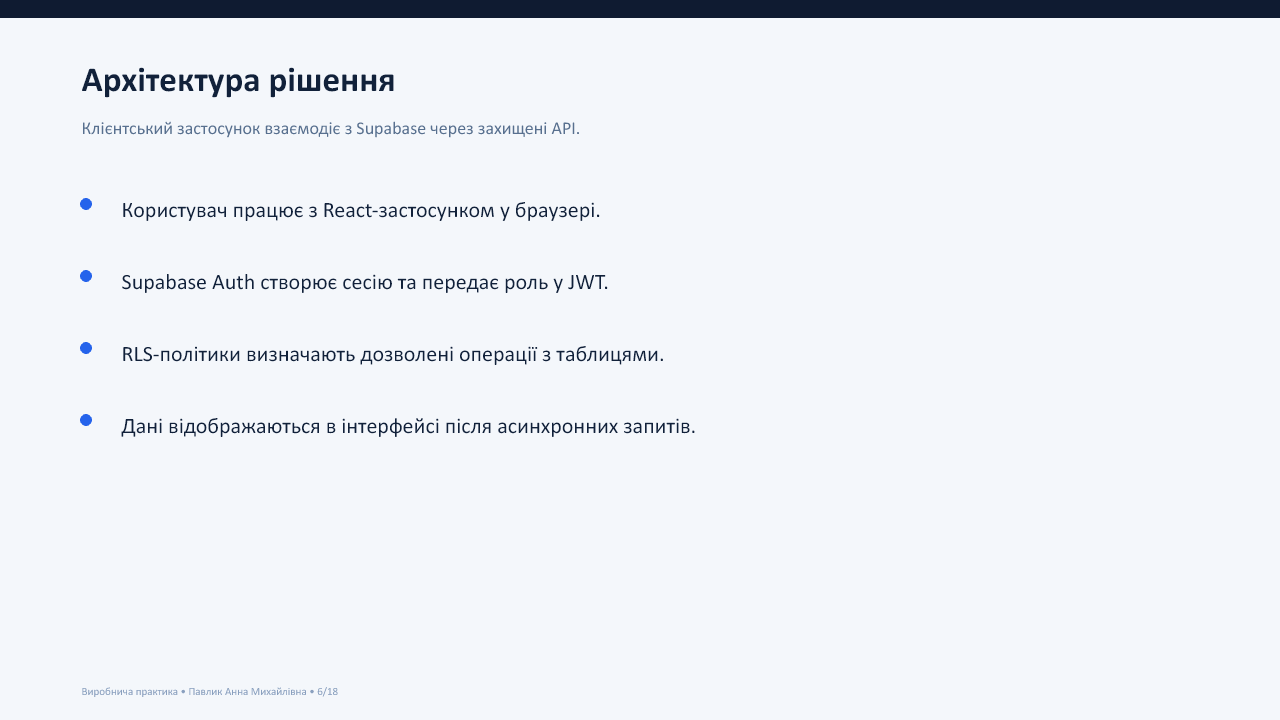 Архітектура рішення
Клієнтський застосунок взаємодіє з Supabase через захищені API.
Користувач працює з React-застосунком у браузері.
Supabase Auth створює сесію та передає роль у JWT.
RLS-політики визначають дозволені операції з таблицями.
Дані відображаються в інтерфейсі після асинхронних запитів.
Виробнича практика • Павлик Анна Михайлівна • 6/18